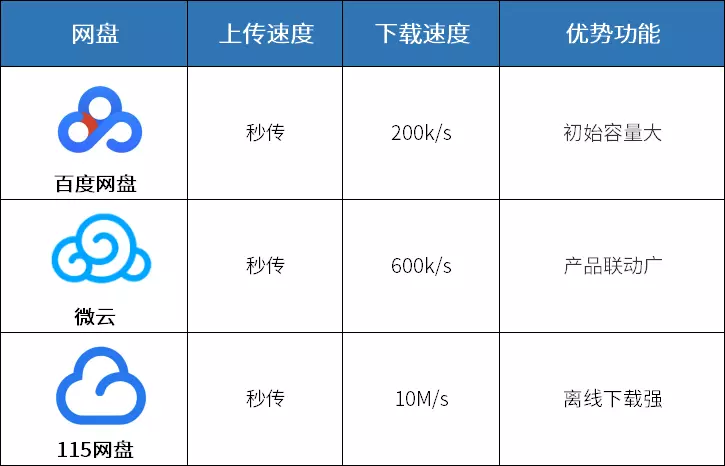 网盘 上传速度 下载速度 优势功能
百度网盘 秒传 200k/s 初始容量大
微云 秒传 600k/s 产品联动广
115网盘 秒传 10M/s 离线下载强